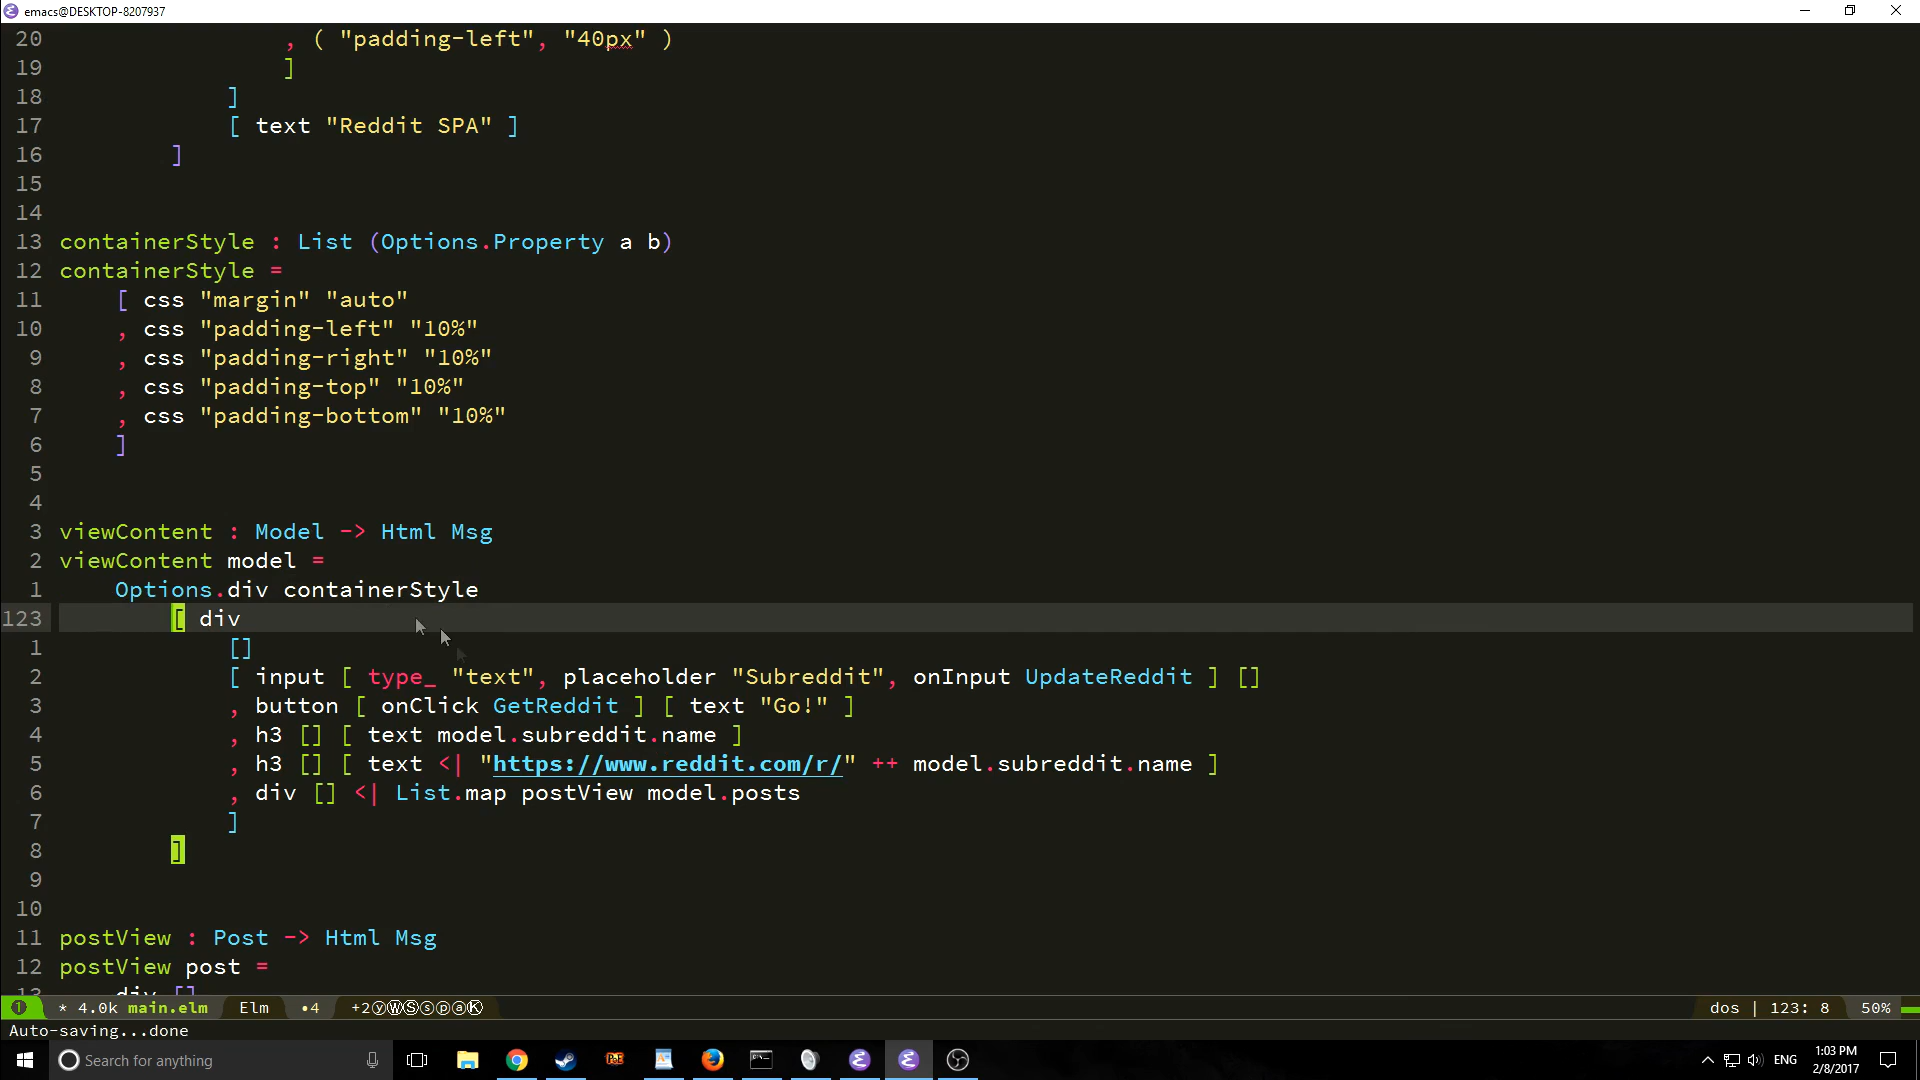 emacs@DESKTOP-8207937
20 , ( "padding-left", "40px" )
19 ]
18 ]
17 [ text "Reddit SPA" ]
16 ]
15
14
13 containerStyle : List (Options.Property a b)
12 containerStyle =
11 [ css "margin" "auto"
10 , css "padding-left" "10%"
9 , css "padding-right" "10%"
8 , css "padding-top" "10%"
7 , css "padding-bottom" "10%"
6 ]
5
4
3 viewContent : Model -> Html Msg
2 viewContent model =
1 Options.div containerStyle
123 [ div
1 []
2 [ input [ type_ "text", placeholder "Subreddit", onInput UpdateReddit ] []
3 , button [ onClick GetReddit ] [ text "Go!" ]
4 , h3 [] [ text model.subreddit.name ]
5 , h3 [] [ text <| "https://www.reddit.com/r/" ++ model.subreddit.name ]
6 , div [] <| List.map postView model.posts
7 ]
8 ]
9
10
11 postView : Post -> Html Msg
12 postView post =
13 div []
❶ * 4.0k main.elm Elm •4 +2ⓨⓌⓈⓢⓟⓐⓀ dos | 123: 8 50%
Auto-saving...done
Search for anything
ENG
1:03 PM
2/8/2017